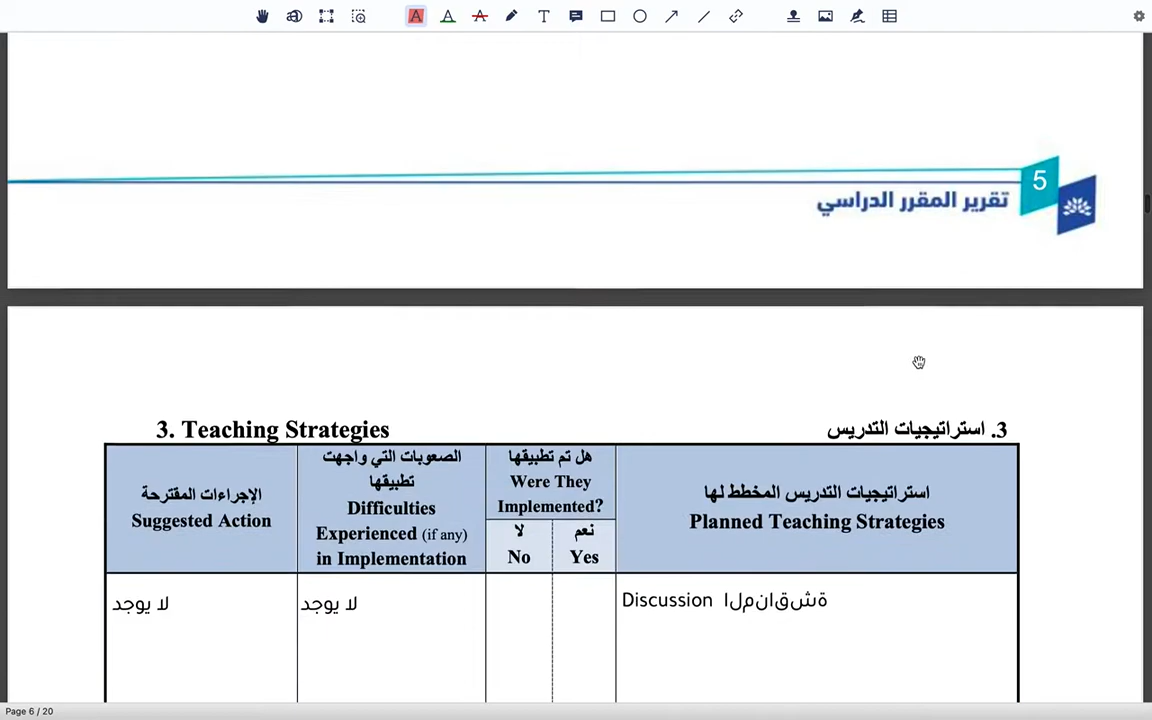 5
تقرير المقرر الدراسي
3. Teaching Strategies
3. استراتيجيات التدريس
استراتيجيات التدريس المخطط لها
Planned Teaching Strategies
هل تم تطبيقها
Were They
Implemented?
نعم
Yes
لا
No
الصعوبات التي واجهت
تطبيقها
Difficulties
Experienced (if any)
in Implementation
الإجراءات المقترحة
Suggested Action
Discussion المناقشة
لا يوجد
لا يوجد
Page 6 / 20